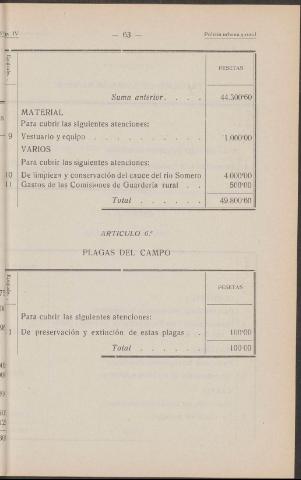 — 63 —
Policía urbana y rural
PESETAS
Suma anterior. . . . 44.300'60
MATERIAL
Para cubrir las siguientes atenciones:
9 Vestuario y equipo . . . . . . . . . 1.000'00
VARIOS
Para cubrir las siguientes atenciones:
10 De limpieza y conservación del cauce del río Somero 4.000'00
11 Gastos de las Comisiones de Guardería rural . . 500'00
Total . . . . . . 49.800'60
ARTICULO 6.º
PLAGAS DEL CAMPO
PESETAS
Para cubrir las siguientes atenciones:
1 De preservación y extinción de estas plagas . . 100'00
Total . . . . . . 100'00